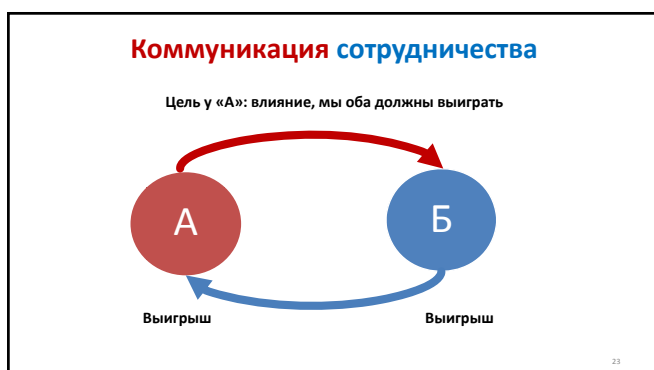 Коммуникация сотрудничества
Цель у «А»: влияние, мы оба должны выиграть
А
Б
Выигрыш
Выигрыш
23